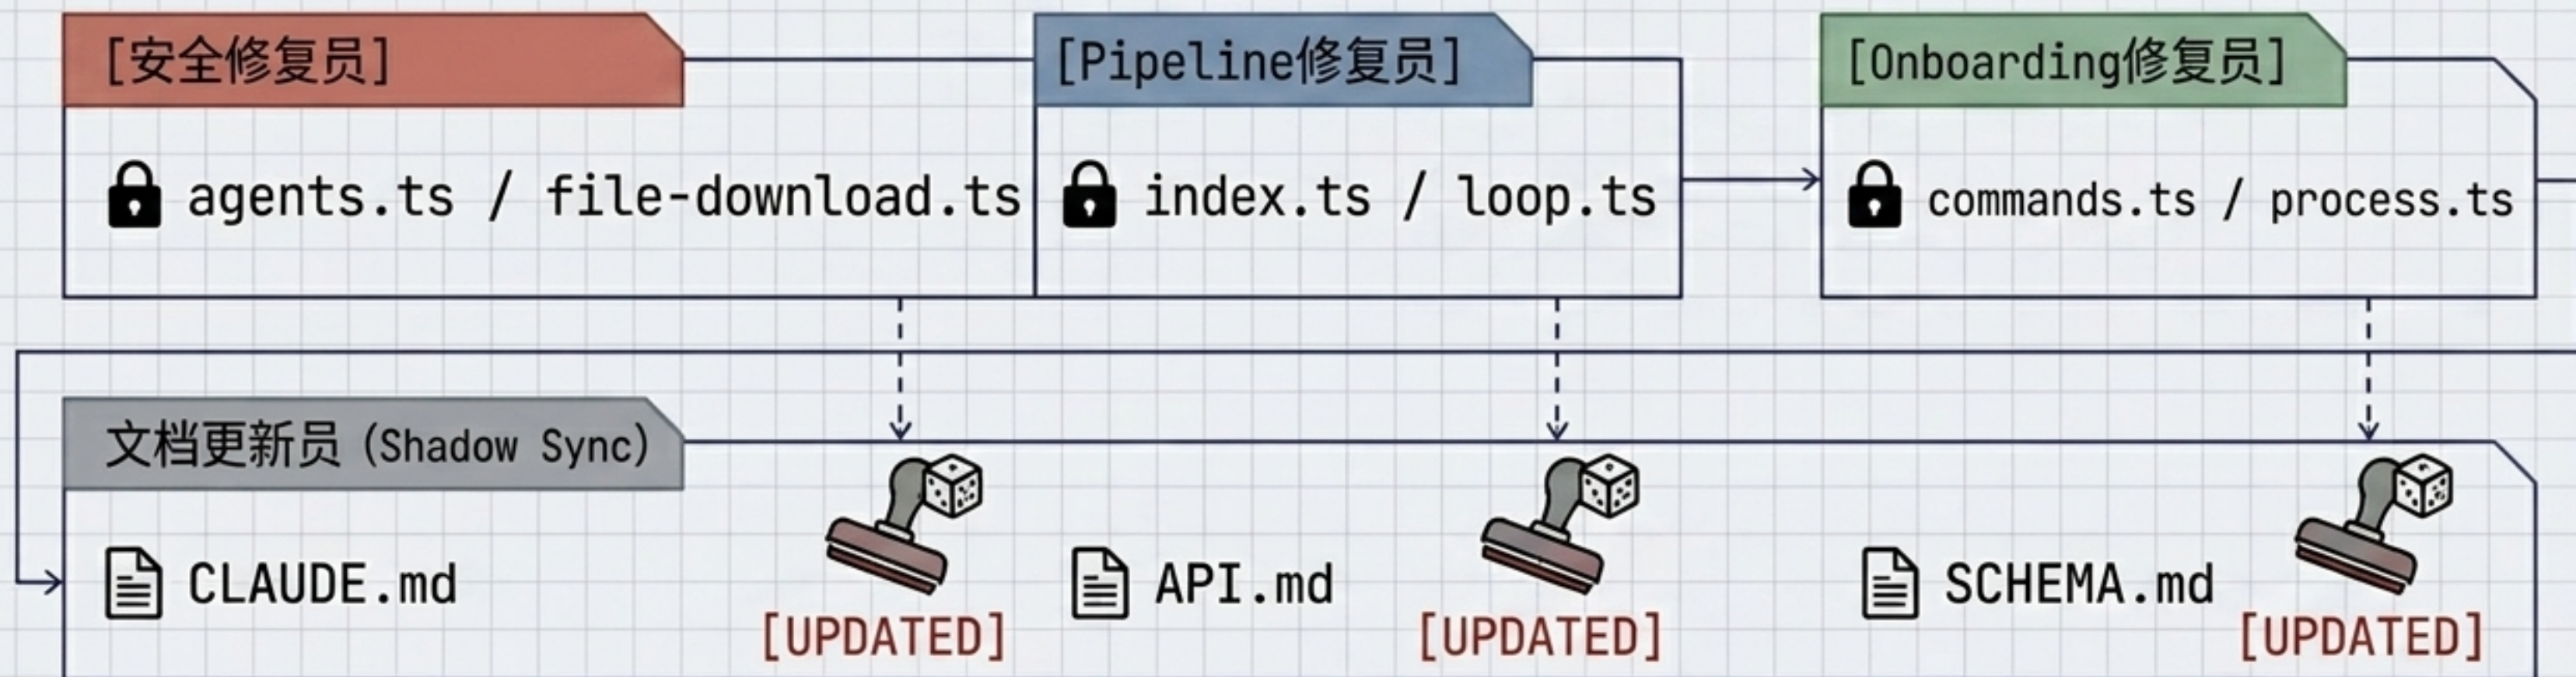 [安全修复员]
[Pipeline修复员]
[Onboarding修复员]
agents.ts / file-download.ts
index.ts / loop.ts
commands.ts / process.ts
文档更新员 (Shadow Sync)
CLAUDE.md
[UPDATED]
API.md
[UPDATED]
SCHEMA.md
[UPDATED]